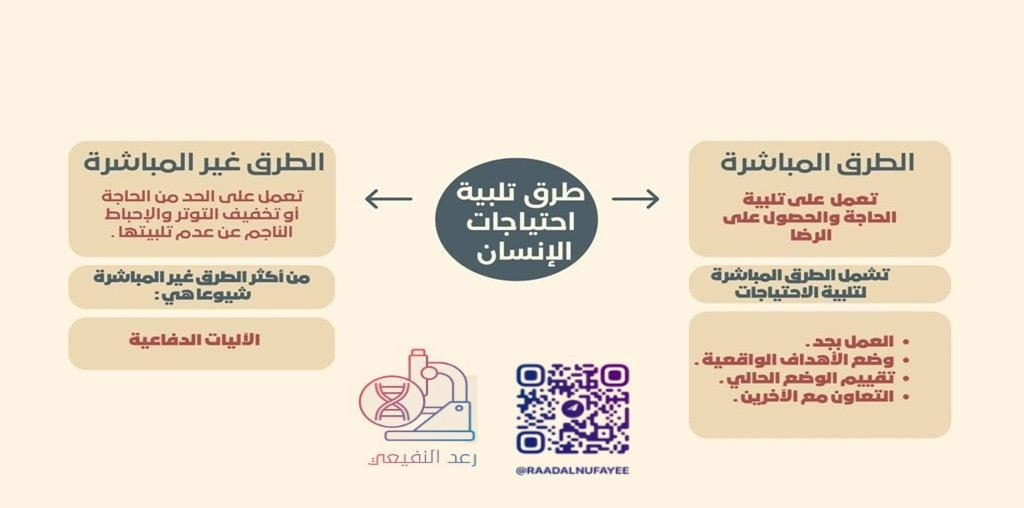 طرق تلبية
احتياجات
الإنسان
الطرق المباشرة
تعمل على تلبية
الحاجة والحصول على
الرضا
تشمل الطرق المباشرة
لتلبية الاحتياجات
• العمل بجد .
• وضع الأهداف الواقعية .
• تقييم الوضع الحالي .
• التعاون مع الآخرين .
الطرق غير المباشرة
تعمل على الحد من الحاجة
أو تخفيف التوتر والإحباط
الناجم عن عدم تلبيتها .
من أكثر الطرق غير المباشرة
شيوعا هي :
الآليات الدفاعية
رعد النفيعي
@RAADALNUFAYEE